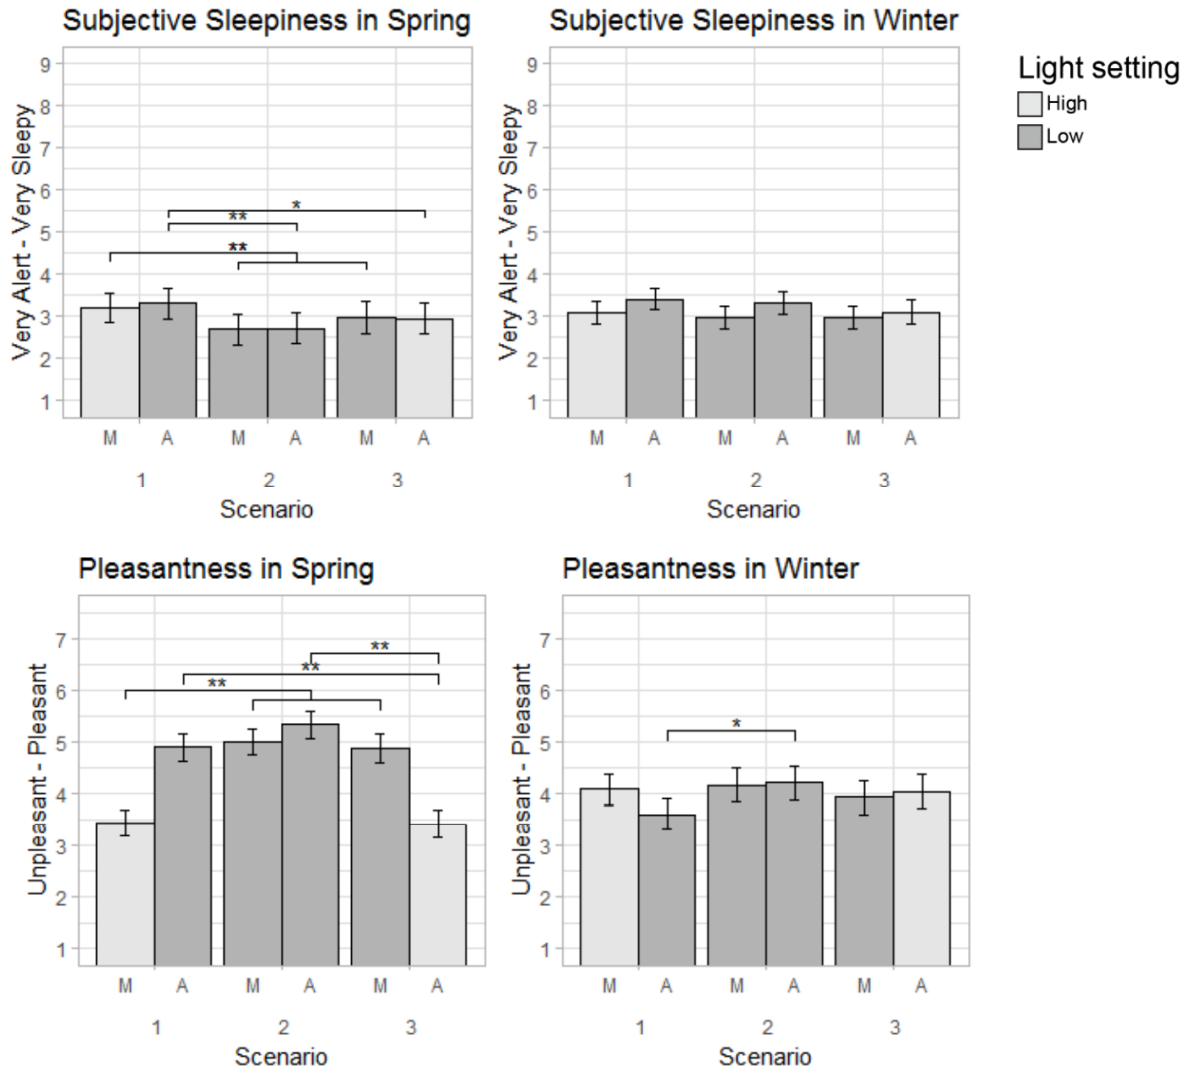 Subjective Sleepiness in Spring
Very Alert - Very Sleepy
9
8
7
6
5
4
3
2
1
*
**
**
M A M A M A
1 2 3
Scenario
Subjective Sleepiness in Winter
Very Alert - Very Sleepy
9
8
7
6
5
4
3
2
1
M A M A M A
1 2 3
Scenario
Light setting
High
Low
Pleasantness in Spring
Unpleasant - Pleasant
7
6
5
4
3
2
1
**
**
**
M A M A M A
1 2 3
Scenario
Pleasantness in Winter
Unpleasant - Pleasant
7
6
5
4
3
2
1
*
M A M A M A
1 2 3
Scenario